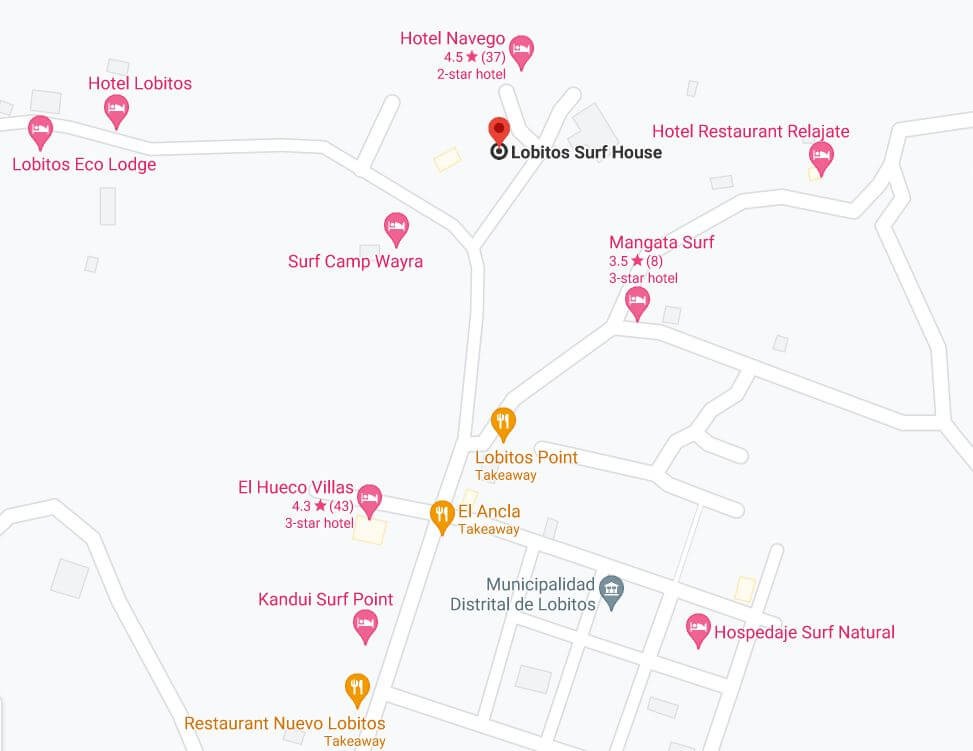 Hotel Navego
4.5 ★ (37)
2-star hotel
Hotel Lobitos
Lobitos Eco Lodge
Lobitos Surf House
Hotel Restaurant Relajate
Surf Camp Wayra
Mangata Surf
3.5 ★ (8)
3-star hotel
Lobitos Point
Takeaway
El Hueco Villas
4.3 ★ (43)
3-star hotel
El Ancla
Takeaway
Municipalidad
Distrital de Lobitos
Kandui Surf Point
Hospedaje Surf Natural
Restaurant Nuevo Lobitos
Takeaway